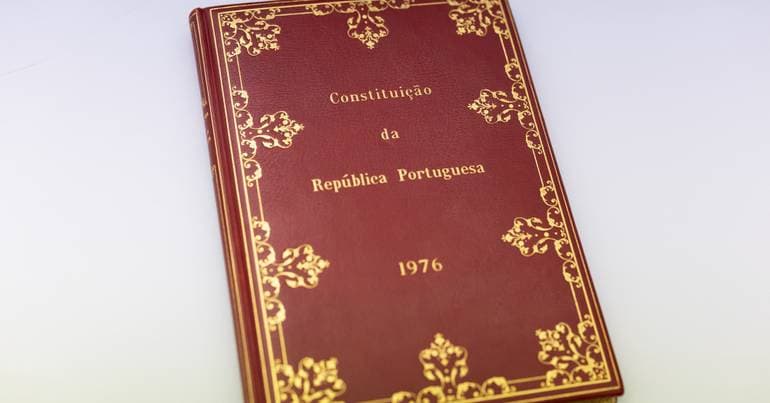 Constituição
da
República Portuguesa
1976